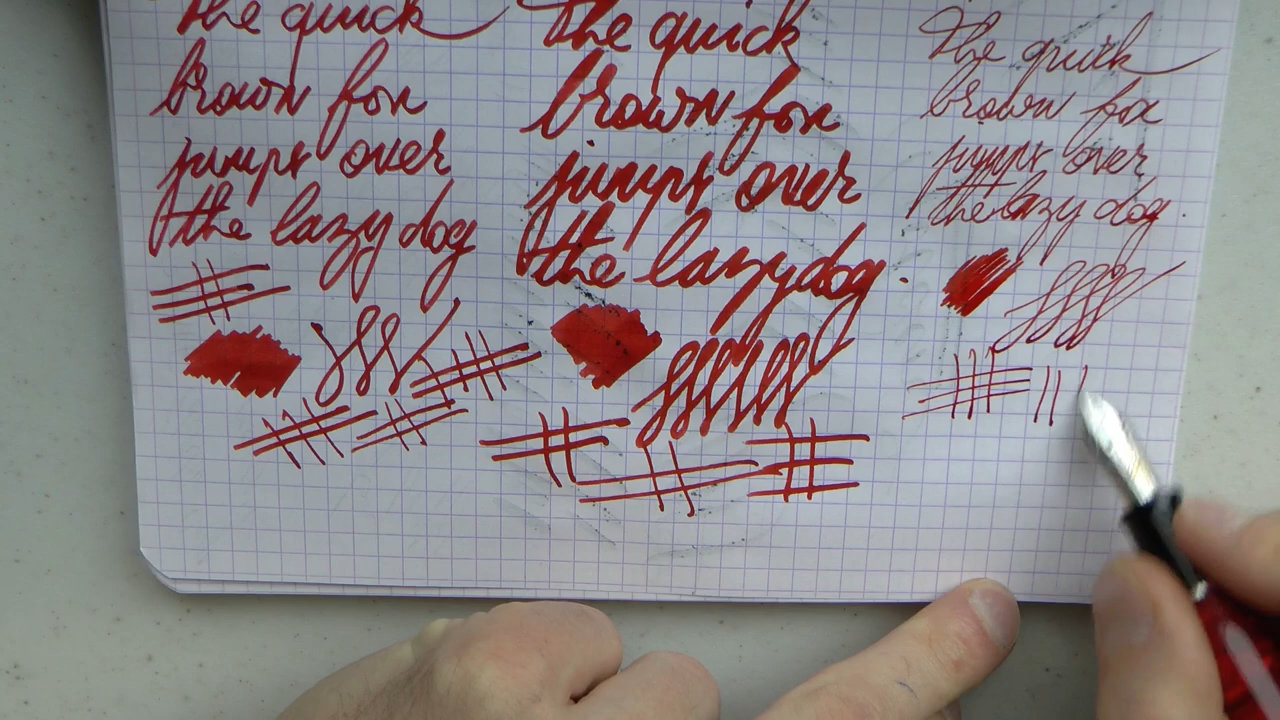 the quick
brown fox
jumps over
the lazy dog
the quick
brown fox
jumps over
the lazy dog.
the quick
brown fox
jumps over
the lazy dog.